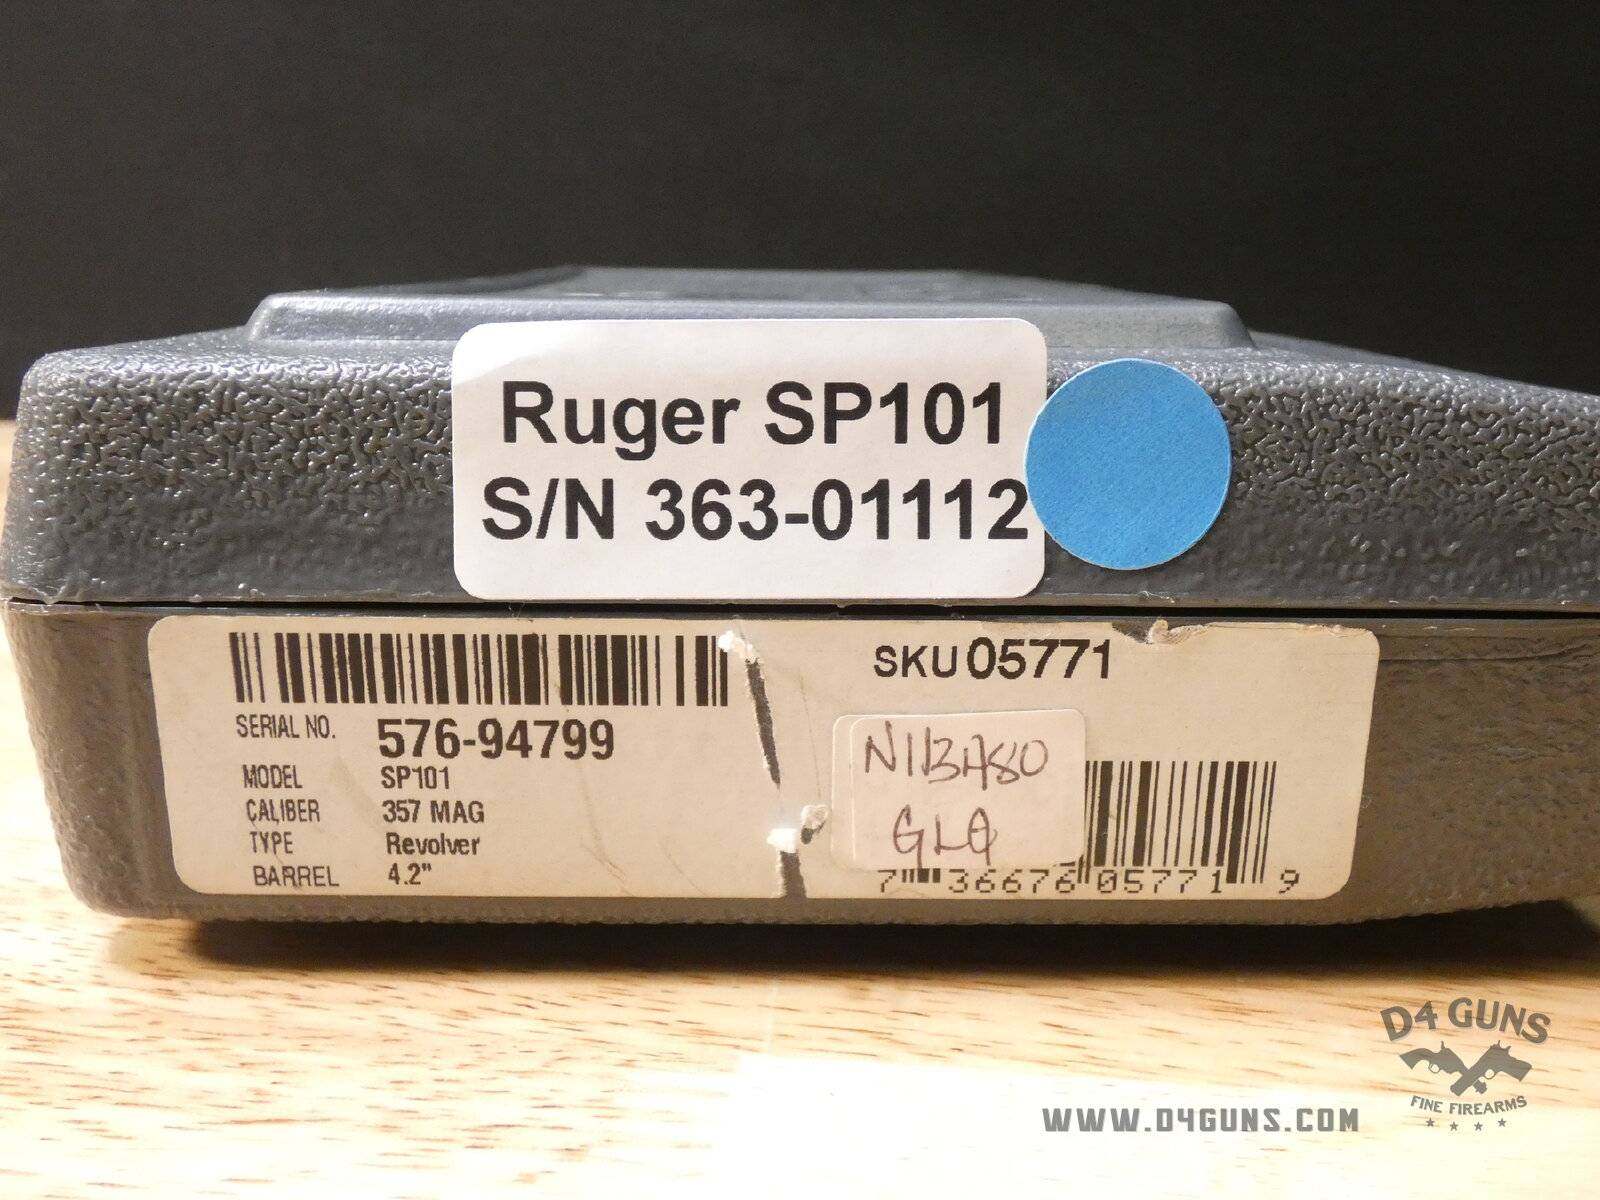 Ruger SP101
S/N 363-01112
SKU 05771
SERIAL NO. 576-94799
MODEL SP101
CALIBER 357 MAG
TYPE Revolver
BARREL 4.2"
7 36676 05771 9
D4 GUNS
FINE FIREARMS
WWW.D4GUNS.COM